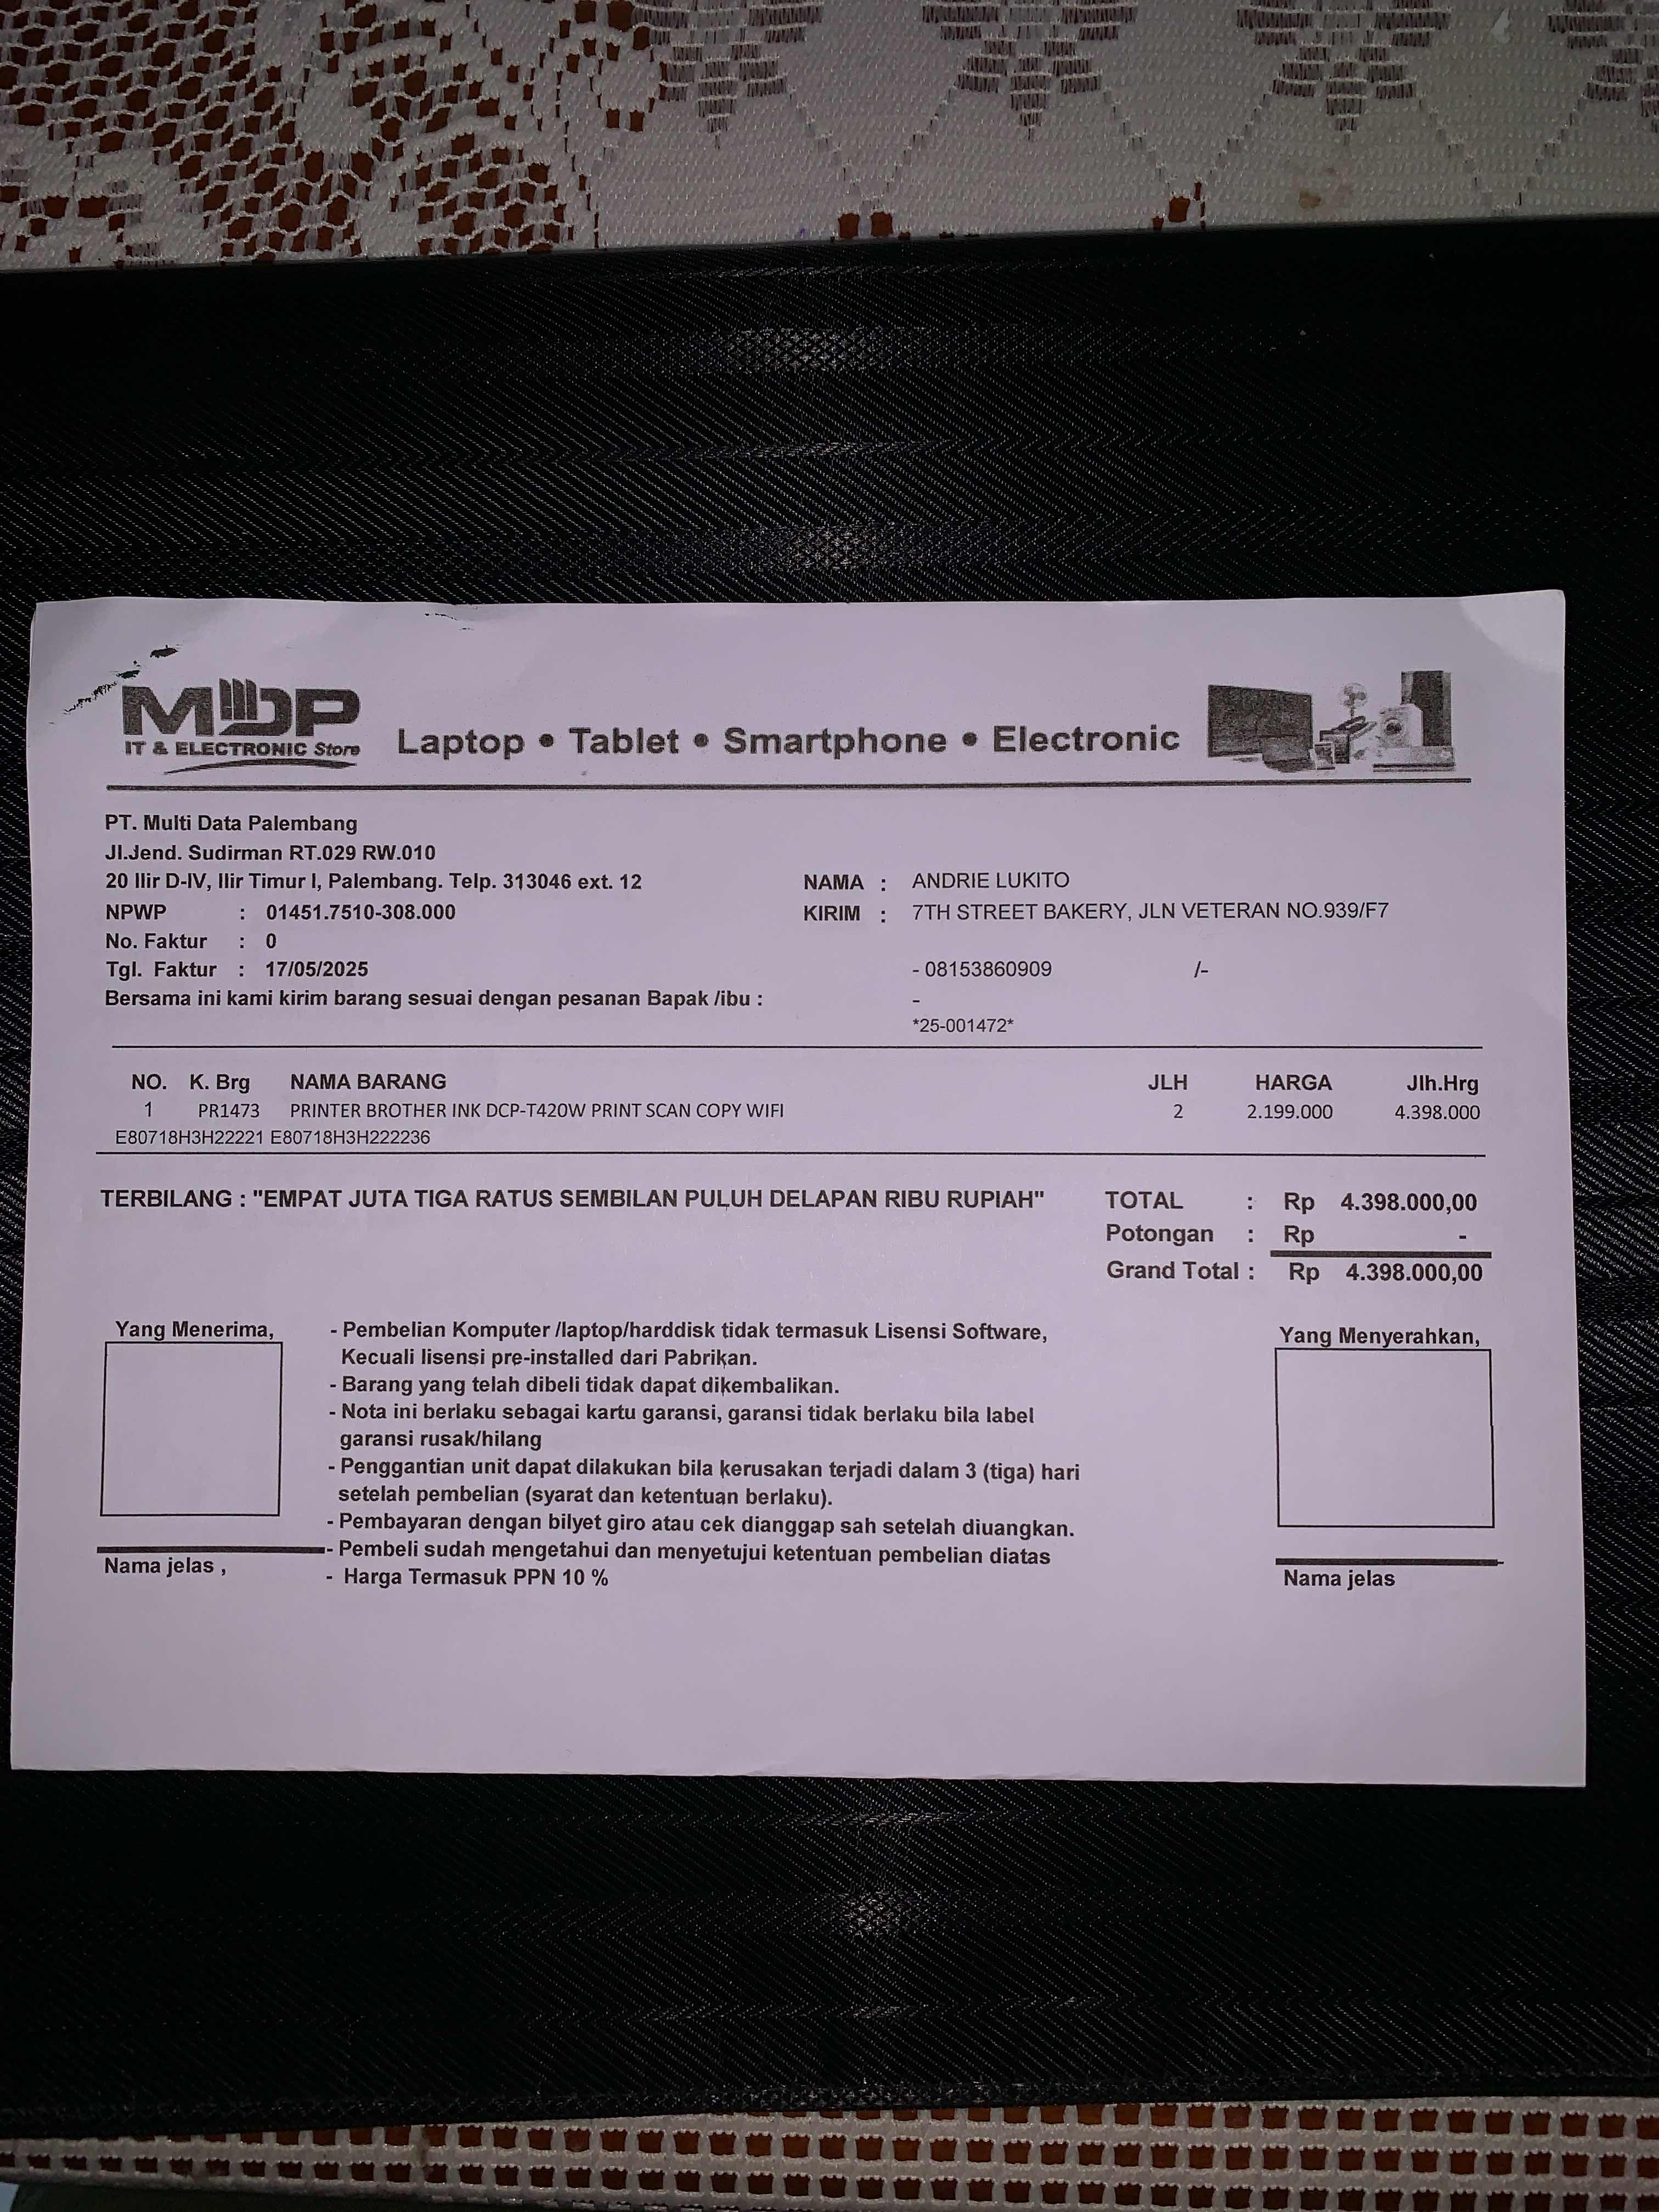 MDP
IT & ELECTRONIC Store
Laptop • Tablet • Smartphone • Electronic
PT. Multi Data Palembang
Jl.Jend. Sudirman RT.029 RW.010
20 Ilir D-IV, Ilir Timur I, Palembang. Telp. 313046 ext. 12
NPWP : 01451.7510-308.000
No. Faktur : 0
Tgl. Faktur : 17/05/2025
Bersama ini kami kirim barang sesuai dengan pesanan Bapak /ibu :
NAMA : ANDRIE LUKITO
KIRIM : 7TH STREET BAKERY, JLN VETERAN NO.939/F7
- 08153860909 /-
-
*25-001472*
NO. K. Brg NAMA BARANG JLH HARGA Jlh.Hrg
1 PR1473 PRINTER BROTHER INK DCP-T420W PRINT SCAN COPY WIFI 2 2.199.000 4.398.000
E80718H3H22221 E80718H3H222236
TERBILANG : "EMPAT JUTA TIGA RATUS SEMBILAN PULUH DELAPAN RIBU RUPIAH"
TOTAL : Rp 4.398.000,00
Potongan : Rp -
Grand Total : Rp 4.398.000,00
Yang Menerima,
Nama jelas ,
- Pembelian Komputer /laptop/harddisk tidak termasuk Lisensi Software,
Kecuali lisensi pre-installed dari Pabrikan.
- Barang yang telah dibeli tidak dapat dikembalikan.
- Nota ini berlaku sebagai kartu garansi, garansi tidak berlaku bila label
garansi rusak/hilang
- Penggantian unit dapat dilakukan bila kerusakan terjadi dalam 3 (tiga) hari
setelah pembelian (syarat dan ketentuan berlaku).
- Pembayaran dengan bilyet giro atau cek dianggap sah setelah diuangkan.
- Pembeli sudah mengetahui dan menyetujui ketentuan pembelian diatas
- Harga Termasuk PPN 10 %
Yang Menyerahkan,
Nama jelas